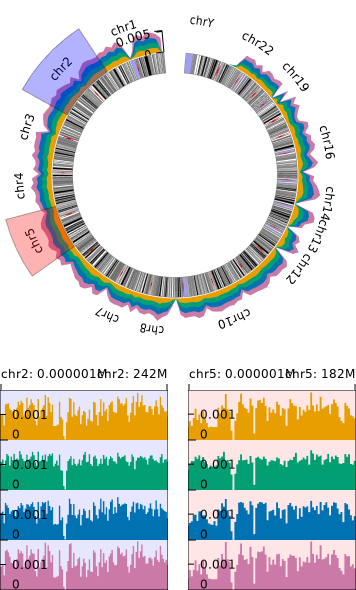 chrY
chr1
0.005
0
chr22
chr2
chr19
chr3
chr16
chr4
chr14
chr13
chr5
chr12
chr7
chr8
chr10
chr2: 0.000001M
chr2: 242M
chr5: 0.000001M
chr5: 182M
0.001
0
0.001
0
0.001
0
0.001
0
0.001
0
0.001
0
0.001
0
0.001
0